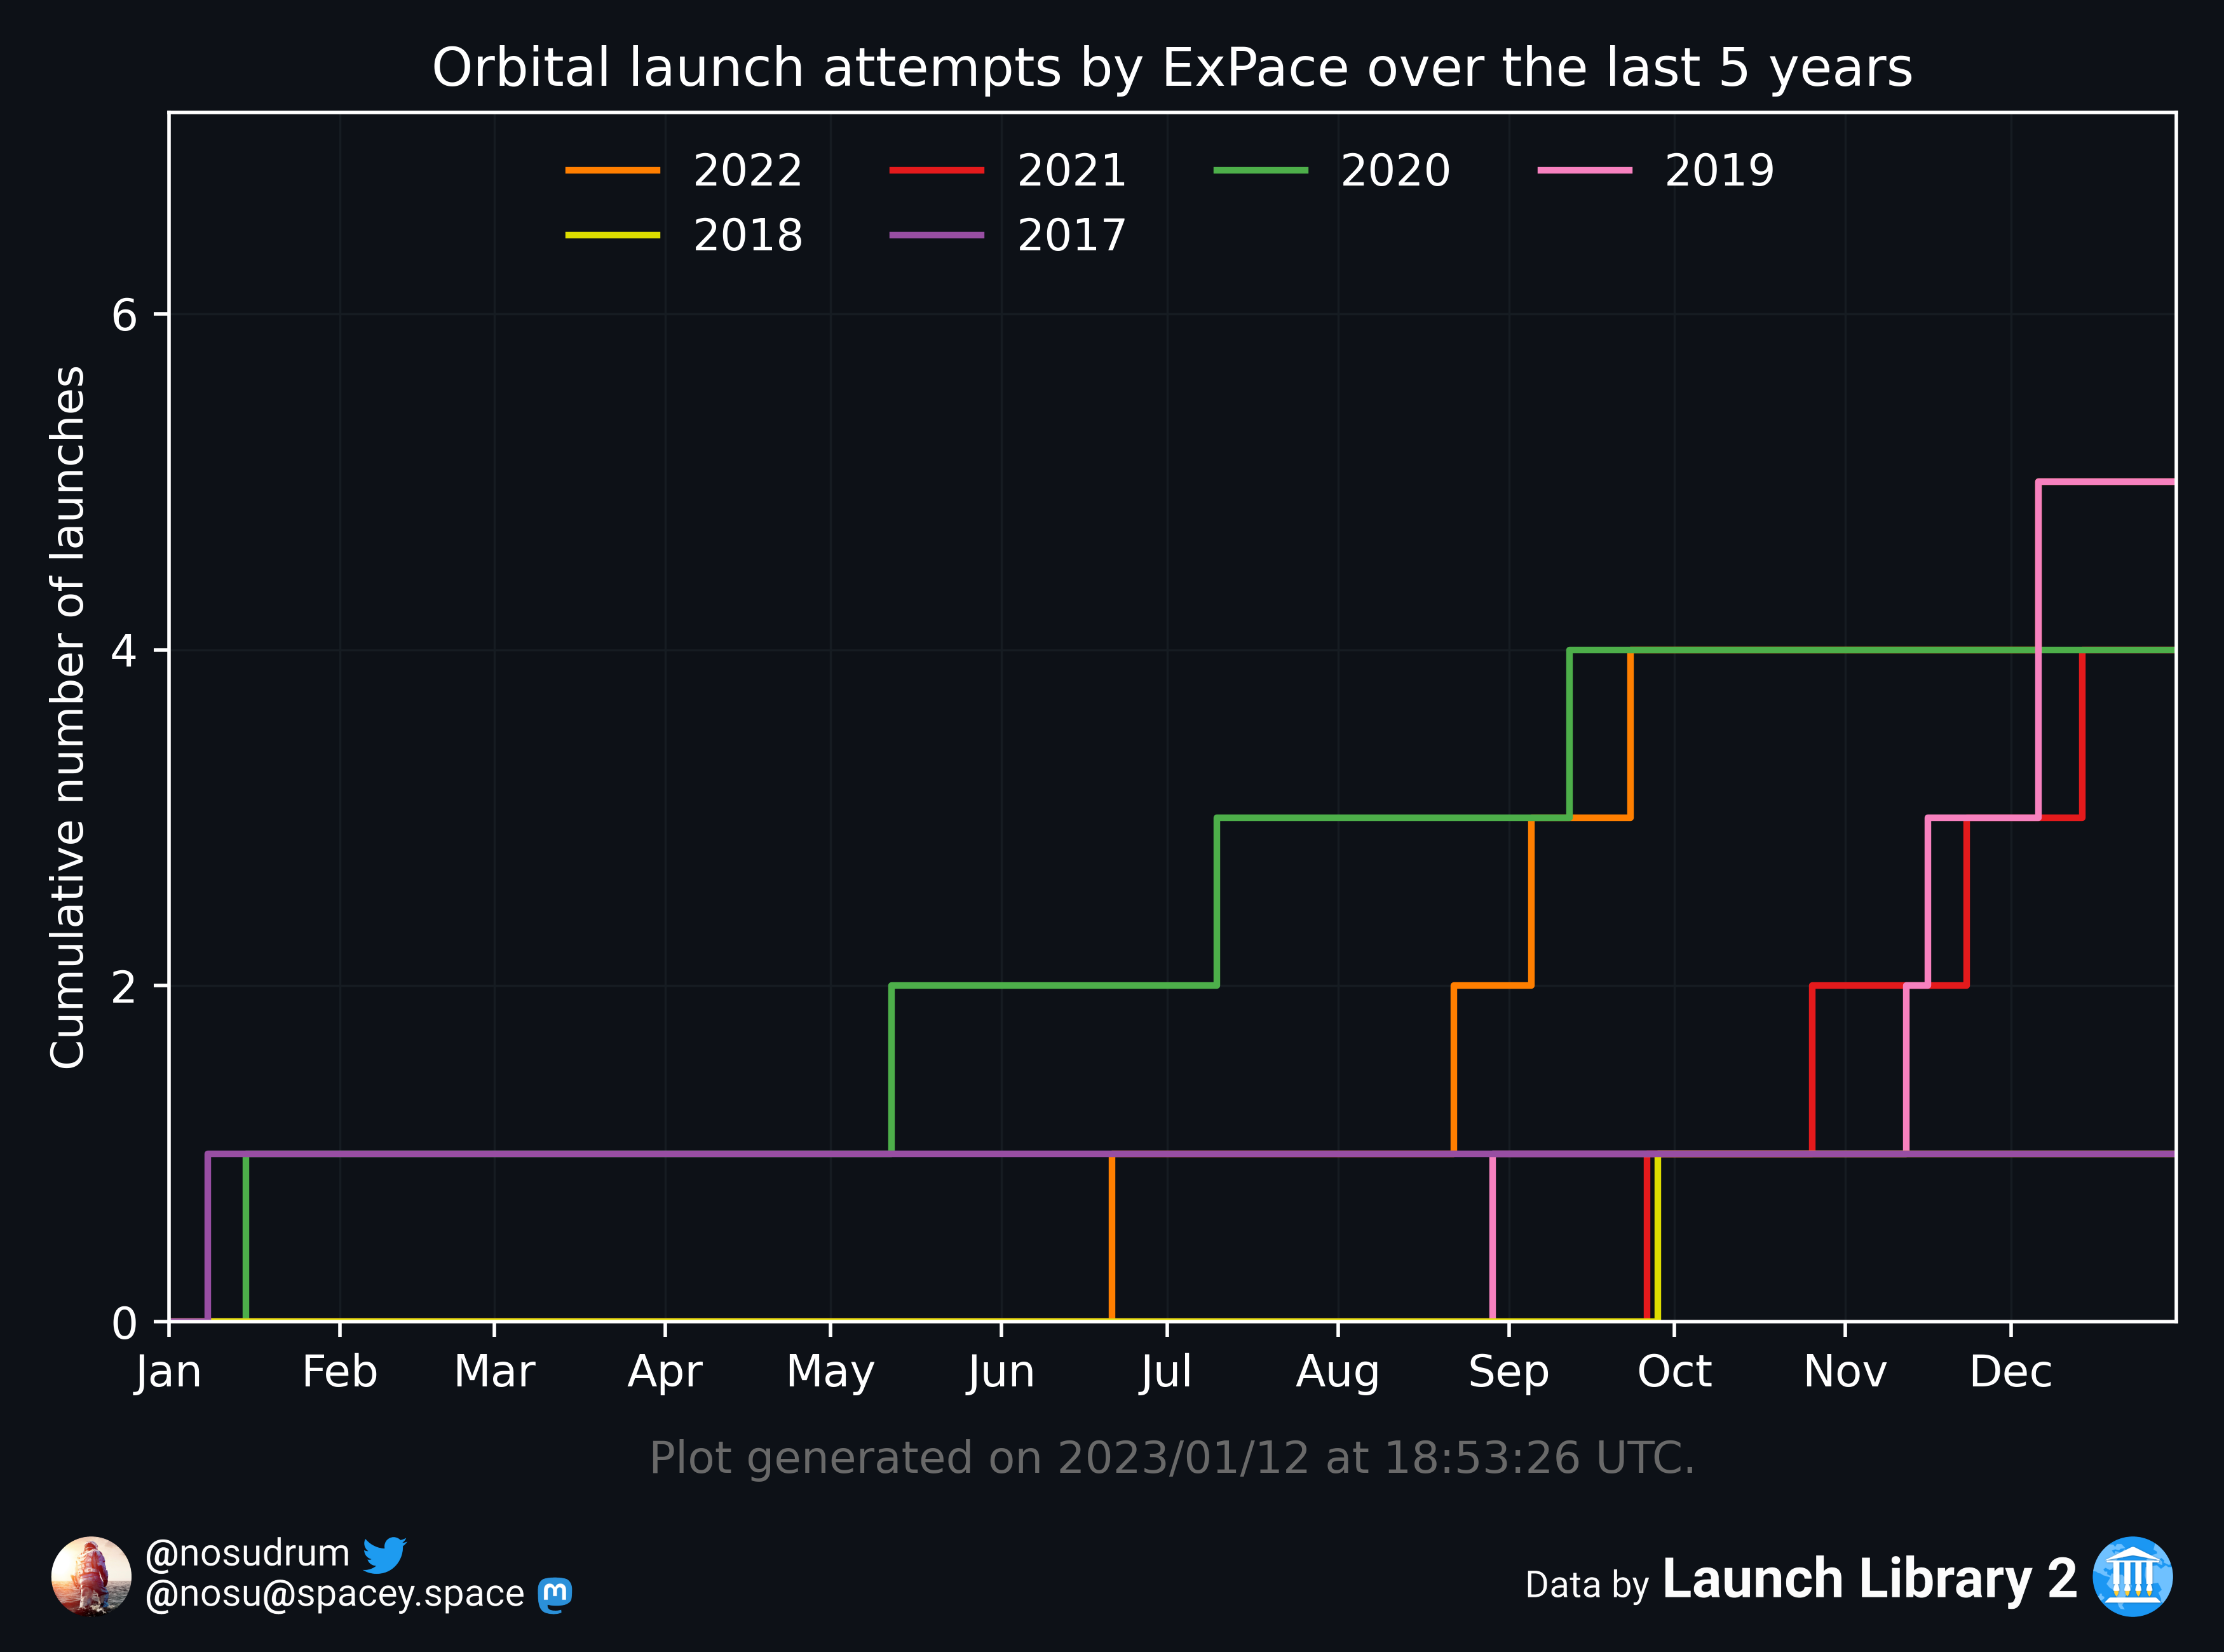 Orbital launch attempts by ExPace over the last 5 years
2022 2021 2020 2019
2018 2017
Cumulative number of launches
6
4
2
0
Jan Feb Mar Apr May Jun Jul Aug Sep Oct Nov Dec
Plot generated on 2023/01/12 at 18:53:26 UTC.
@nosudrum
@nosu@spacey.space
Data by Launch Library 2